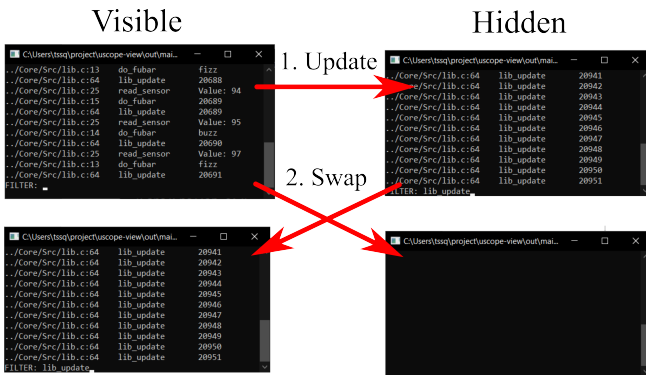 Visible
Hidden
C:\Users\tssq\project\uscope-view\out\mai...
../Core/Src/lib.c:13 do_fubar fizz
../Core/Src/lib.c:64 lib_update 20688
../Core/Src/lib.c:25 read_sensor Value: 94
../Core/Src/lib.c:15 do_fubar 20689
../Core/Src/lib.c:64 lib_update 20689
../Core/Src/lib.c:25 read_sensor Value: 95
../Core/Src/lib.c:14 do_fubar buzz
../Core/Src/lib.c:64 lib_update 20690
../Core/Src/lib.c:25 read_sensor Value: 97
../Core/Src/lib.c:13 do_fubar fizz
../Core/Src/lib.c:64 lib_update 20691
FILTER: _
1. Update
C:\Users\tssq\project\uscope-view\out\mai...
../Core/Src/lib.c:64 lib_update 20941
../Core/Src/lib.c:64 lib_update 20942
../Core/Src/lib.c:64 lib_update 20943
../Core/Src/lib.c:64 lib_update 20944
../Core/Src/lib.c:64 lib_update 20945
../Core/Src/lib.c:64 lib_update 20946
../Core/Src/lib.c:64 lib_update 20947
../Core/Src/lib.c:64 lib_update 20948
../Core/Src/lib.c:64 lib_update 20949
../Core/Src/lib.c:64 lib_update 20950
../Core/Src/lib.c:64 lib_update 20951
FILTER: lib_update_
2. Swap
C:\Users\tssq\project\uscope-view\out\mai...
../Core/Src/lib.c:64 lib_update 20941
../Core/Src/lib.c:64 lib_update 20942
../Core/Src/lib.c:64 lib_update 20943
../Core/Src/lib.c:64 lib_update 20944
../Core/Src/lib.c:64 lib_update 20945
../Core/Src/lib.c:64 lib_update 20946
../Core/Src/lib.c:64 lib_update 20947
../Core/Src/lib.c:64 lib_update 20948
../Core/Src/lib.c:64 lib_update 20949
../Core/Src/lib.c:64 lib_update 20950
../Core/Src/lib.c:64 lib_update 20951
FILTER: lib_update_
C:\Users\tssq\project\uscope-view\out\mai...